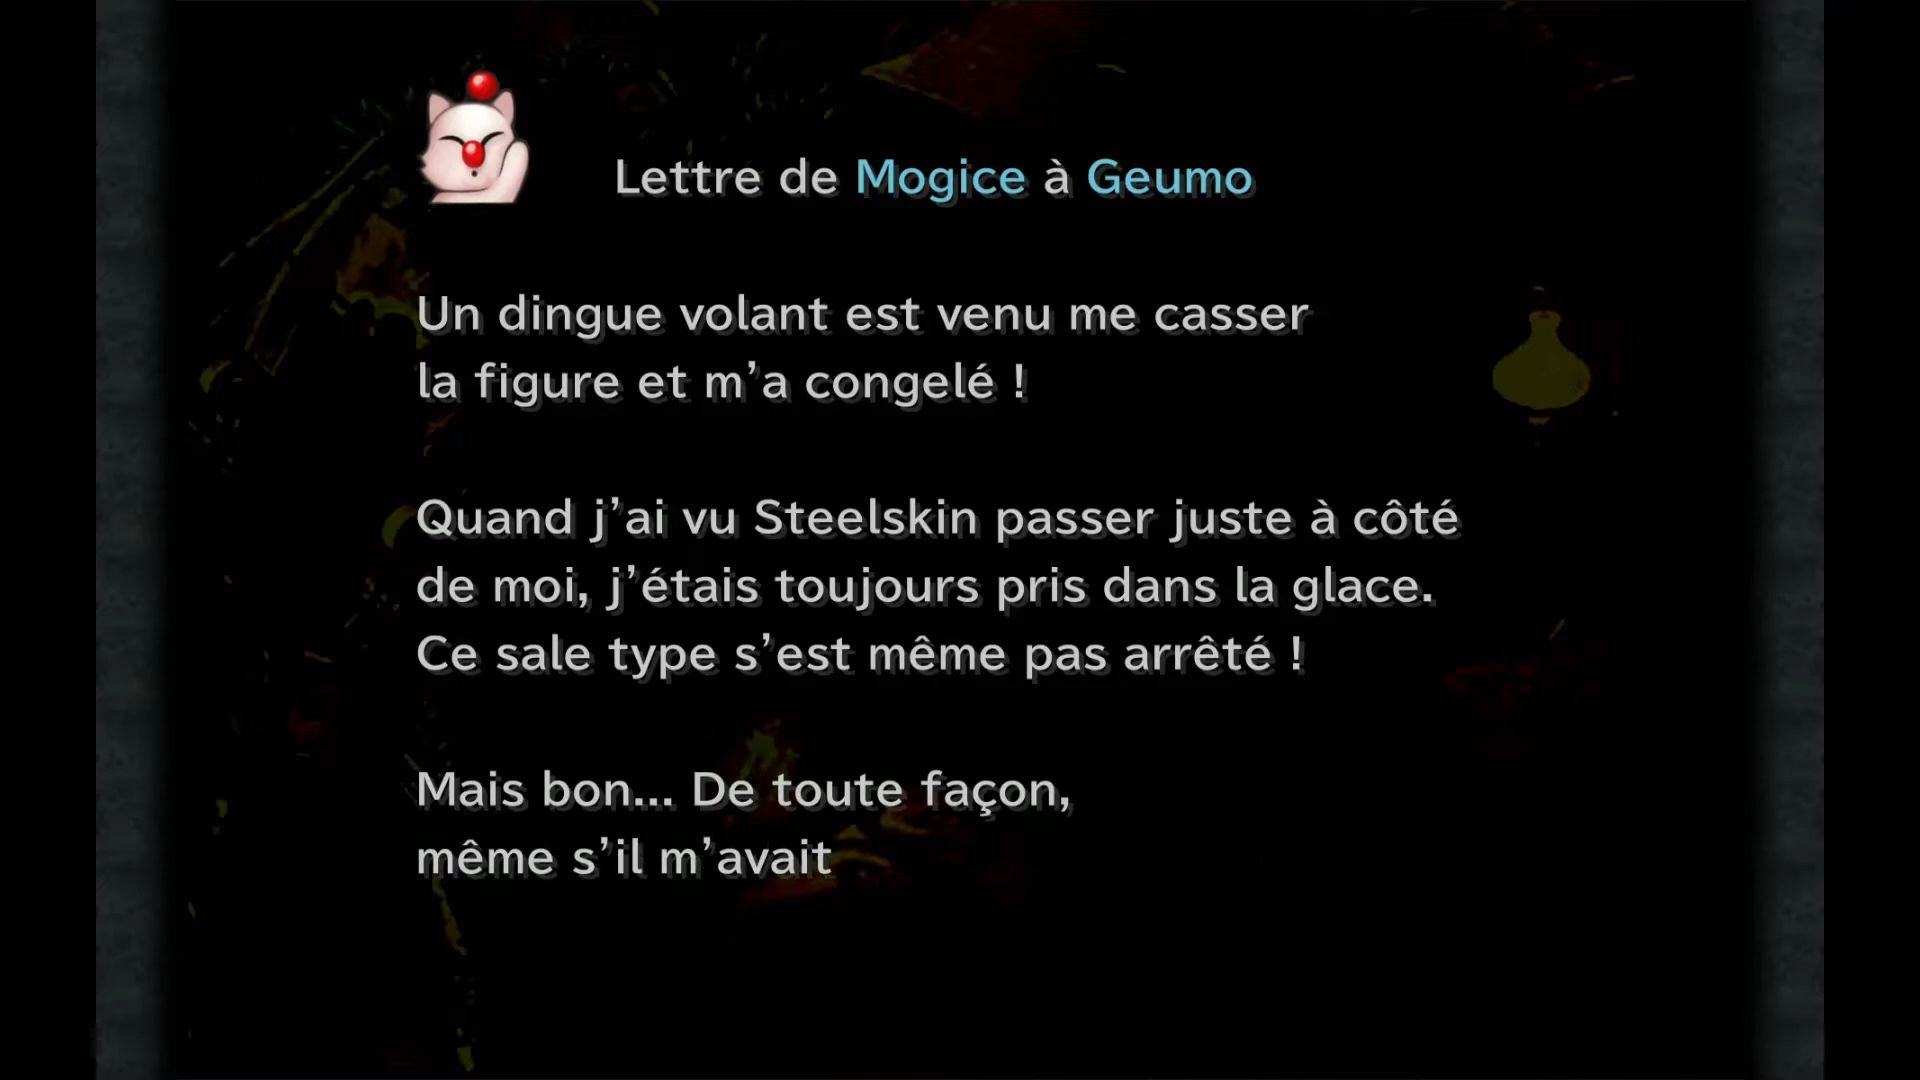 Lettre de Mogice à Geumo
Un dingue volant est venu me casser
la figure et m’a congelé !
Quand j’ai vu Steelskin passer juste à côté
de moi, j’étais toujours pris dans la glace.
Ce sale type s’est même pas arrêté !
Mais bon... De toute façon,
même s’il m’avait